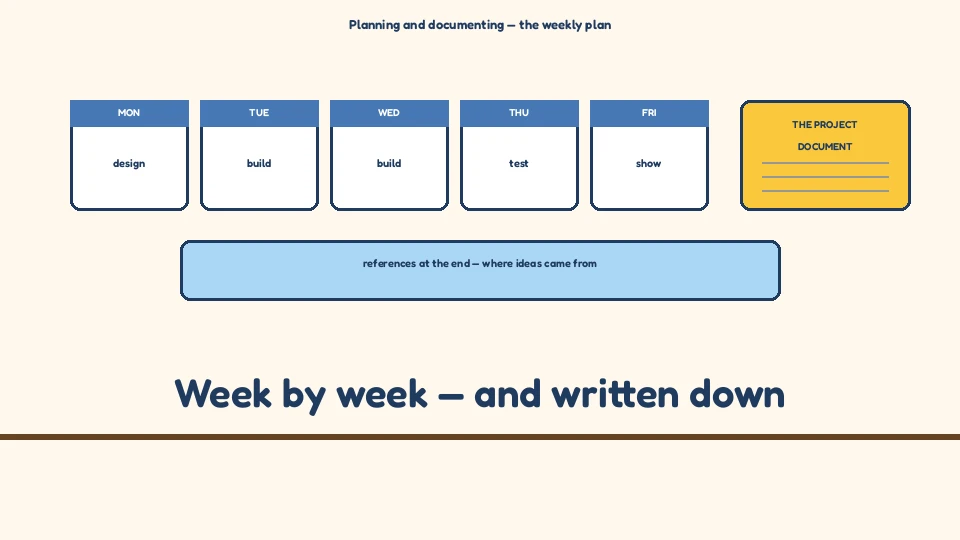 Planning and documenting — the weekly plan
MON
TUE
WED
THU
FRI
THE PROJECT
DOCUMENT
design
build
build
test
show
references at the end — where ideas came from
Week by week — and written down